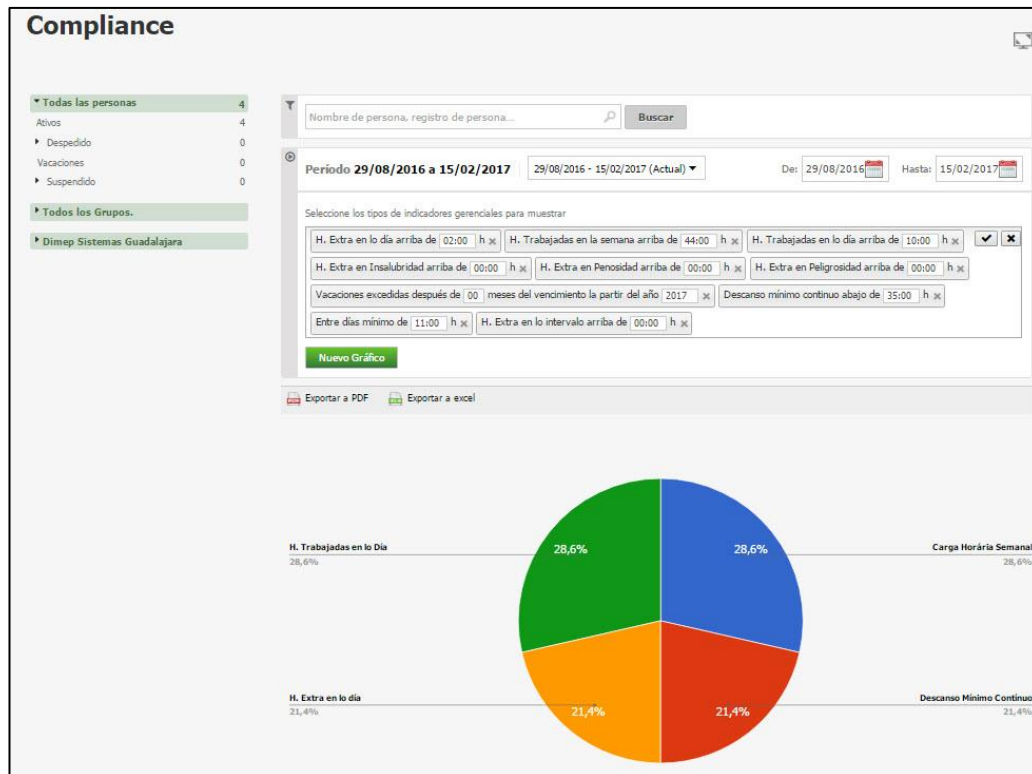 Compliance
Todas las personas 4
Ativos 4
Despedido 0
Vacaciones 0
Suspendido 0
Todos los Grupos.
Dimep Sistemas Guadalajara
Nombre de persona, registro de persona... Buscar
Período 29/08/2016 a 15/02/2017 29/08/2016 - 15/02/2017 (Actual) De: 29/08/2016 Hasta: 15/02/2017
Seleccione los tipos de indicadores gerenciales para muestrar
H. Extra en lo día arriba de 02:00 h x H. Trabajadas en la semana arriba de 44:00 h x H. Trabajadas en lo día arriba de 10:00 h x
H. Extra en Insalubridad arriba de 00:00 h x H. Extra en Penosidad arriba de 00:00 h x H. Extra en Peligrosidad arriba de 00:00 h x
Vacaciones excedidas después de 00 meses del vencimiento la partir del año 2017 x Descanso mínimo continuo abajo de 35:00 h x
Entre días mínimo de 11:00 h x H. Extra en lo intervalo arriba de 00:00 h x
Nuevo Gráfico
Exportar a PDF Exportar a excel
H. Trabajadas en lo Día 28,6% 28,6% Carga Horária Semanal
28,6% 28,6%
H. Extra en lo día Descanso Mínimo Continuo
21,4% 21,4% 21,4% 21,4%